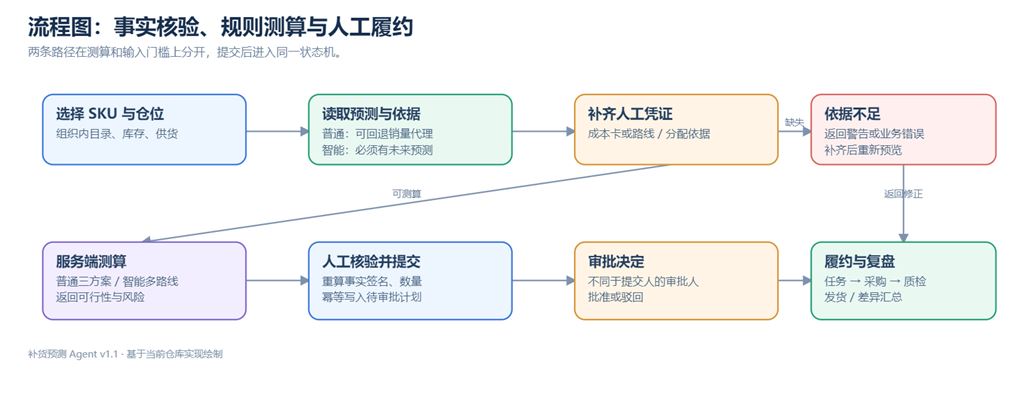 流程图：事实核验、规则测算与人工履约
两条路径在测算和输入门槛上分开，提交后进入同一状态机。
选择 SKU 与仓位
组织内目录、库存、供货
读取预测与依据
普通：可回退销量代理
智能：必须有未来预测
补齐人工凭证
成本卡或路线 / 分配依据
缺失
依据不足
返回警告或业务错误
补齐后重新预览
可测算
返回修正
服务端测算
普通三方案 / 智能多路线
返回可行性与风险
人工核验并提交
重算事实签名、数量
幂等写入待审批计划
审批决定
不同于提交人的审批人
批准或驳回
履约与复盘
任务 → 采购 → 质检
发货 / 差异汇总
补货预测 Agent v1.1 · 基于当前仓库实现绘制